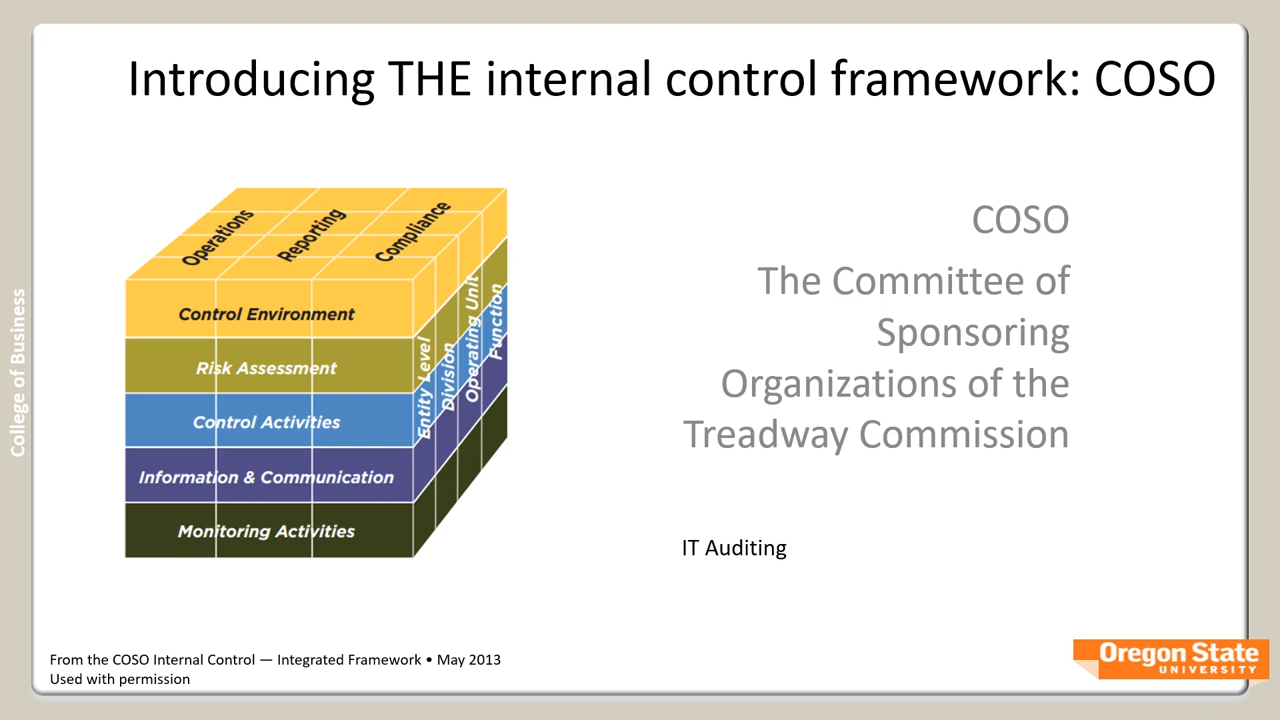 Introducing THE internal control framework: COSO
College of Business
Operations
Reporting
Compliance
Control Environment
Risk Assessment
Control Activities
Information & Communication
Monitoring Activities
Entity Level
Division
Operating Unit
Function
COSO
The Committee of
Sponsoring
Organizations of the
Treadway Commission
IT Auditing
From the COSO Internal Control — Integrated Framework • May 2013
Used with permission
Oregon State
UNIVERSITY